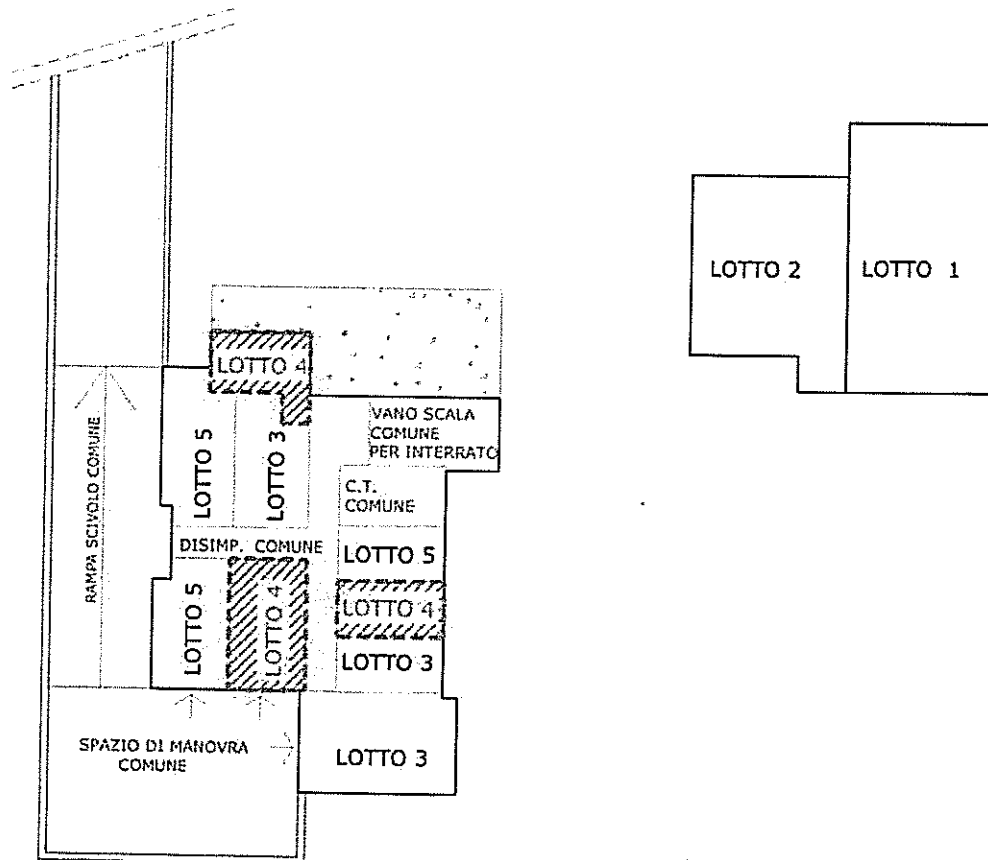 LOTTO 2
LOTTO 1
LOTTO 4
VANO SCALA
COMUNE
PER INTERRATO
LOTTO 5
LOTTO 3
C.T.
COMUNE
RAMPA SCIVOLO COMUNE
DISIMP. COMUNE
LOTTO 5
LOTTO 5
LOTTO 4
LOTTO 4
LOTTO 3
SPAZIO DI MANOVRA
COMUNE
LOTTO 3